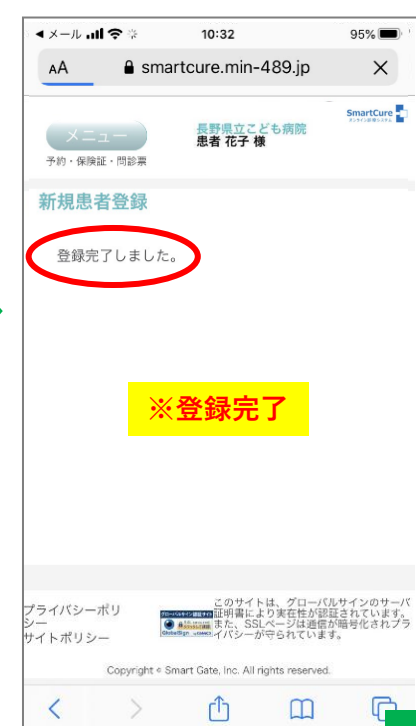 メール 10:32 95%
AA smartcure.min-489.jp
SmartCure
メニュー
長野県立こども病院
患者 花子 様
予約・保険証・問診票
新規患者登録
登録完了しました。
※登録完了
プライバシーポリシー
サイトポリシー
このサイトは、グローバルサインのサーバ
証明書により実在性が認証されています。
また、SSLページは通信が暗号化されプラ
イバシーが守られています。
GlobalSign
Copyright © Smart Gate, Inc. All rights reserved.